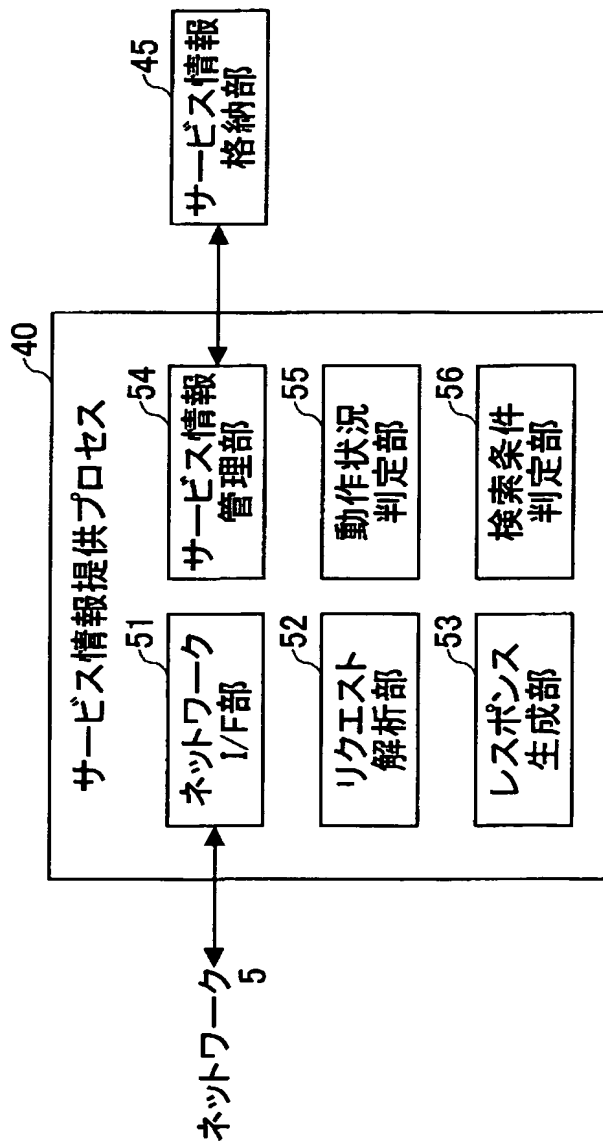 40
サービス情報提供プロセス
ネットワーク
5
51
ネットワーク
I/F部
54
サービス情報
管理部
45
サービス情報
格納部
52
リクエスト
解析部
55
動作状況
判定部
53
レスポンス
生成部
56
検索条件
判定部